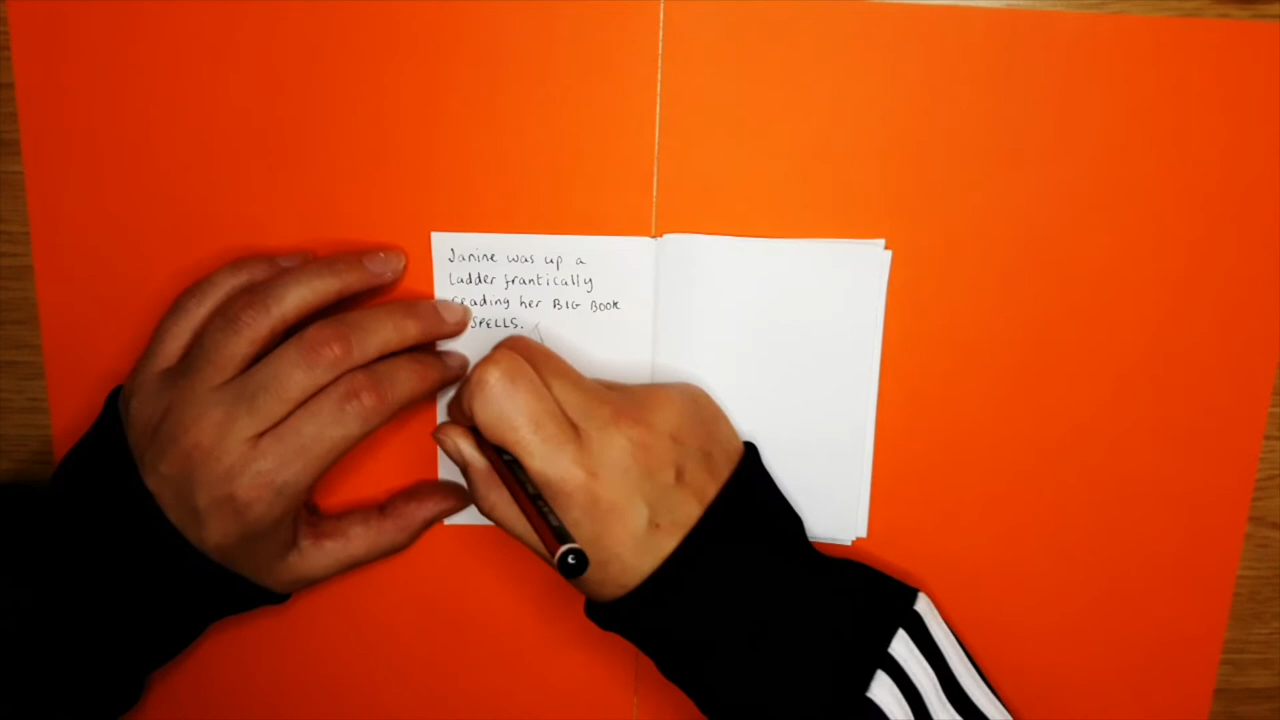 Janine was up a
Ladder frantically
reading her BIG BOOK
SPELLS.